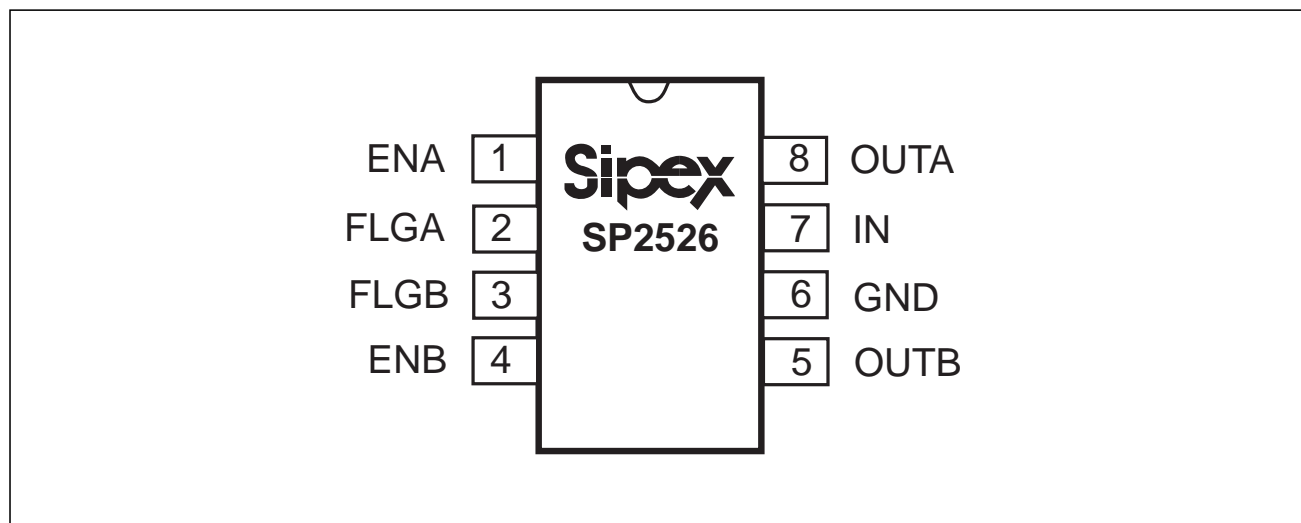 Sipex
SP2526
ENA 1
FLGA 2
FLGB 3
ENB 4
8 OUTA
7 IN
6 GND
5 OUTB